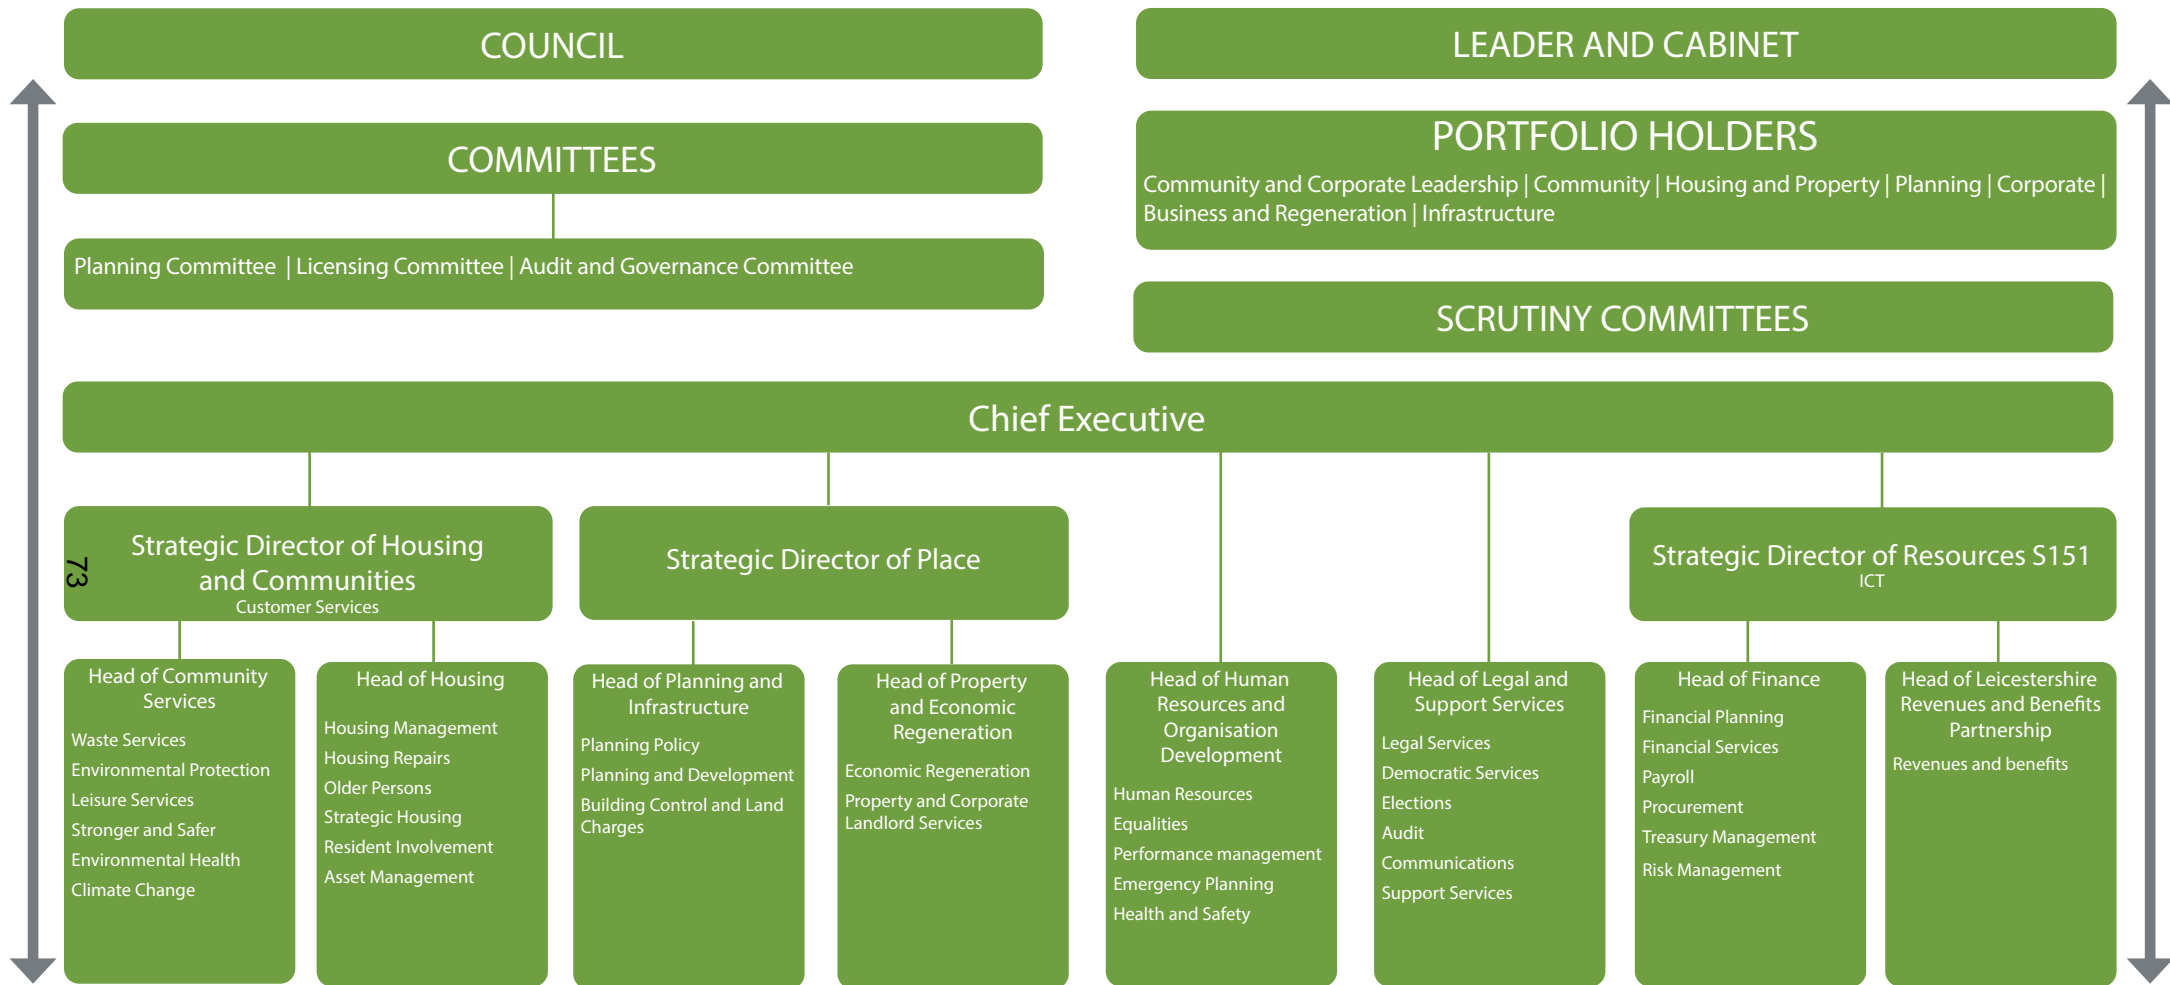 COUNCIL
LEADER AND CABINET
COMMITTEES
PORTFOLIO HOLDERS
Community and Corporate Leadership | Community | Housing and Property | Planning | Corporate |
Business and Regeneration | Infrastructure
Planning Committee | Licensing Committee | Audit and Governance Committee
SCRUTINY COMMITTEES
Chief Executive
Strategic Director of Housing
and Communities
Customer Services
73
Strategic Director of Place
Strategic Director of Resources S151
ICT
Head of Community
Services
Waste Services
Environmental Protection
Leisure Services
Stronger and Safer
Environmental Health
Climate Change
Head of Housing
Housing Management
Housing Repairs
Older Persons
Strategic Housing
Resident Involvement
Asset Management
Head of Planning and
Infrastructure
Planning Policy
Planning and Development
Building Control and Land
Charges
Head of Property
and Economic
Regeneration
Economic Regeneration
Property and Corporate
Landlord Services
Head of Human
Resources and
Organisation
Development
Human Resources
Equalities
Performance management
Emergency Planning
Health and Safety
Head of Legal and
Support Services
Legal Services
Democratic Services
Elections
Audit
Communications
Support Services
Head of Finance
Financial Planning
Financial Services
Payroll
Procurement
Treasury Management
Risk Management
Head of Leicestershire
Revenues and Benefits
Partnership
Revenues and benefits